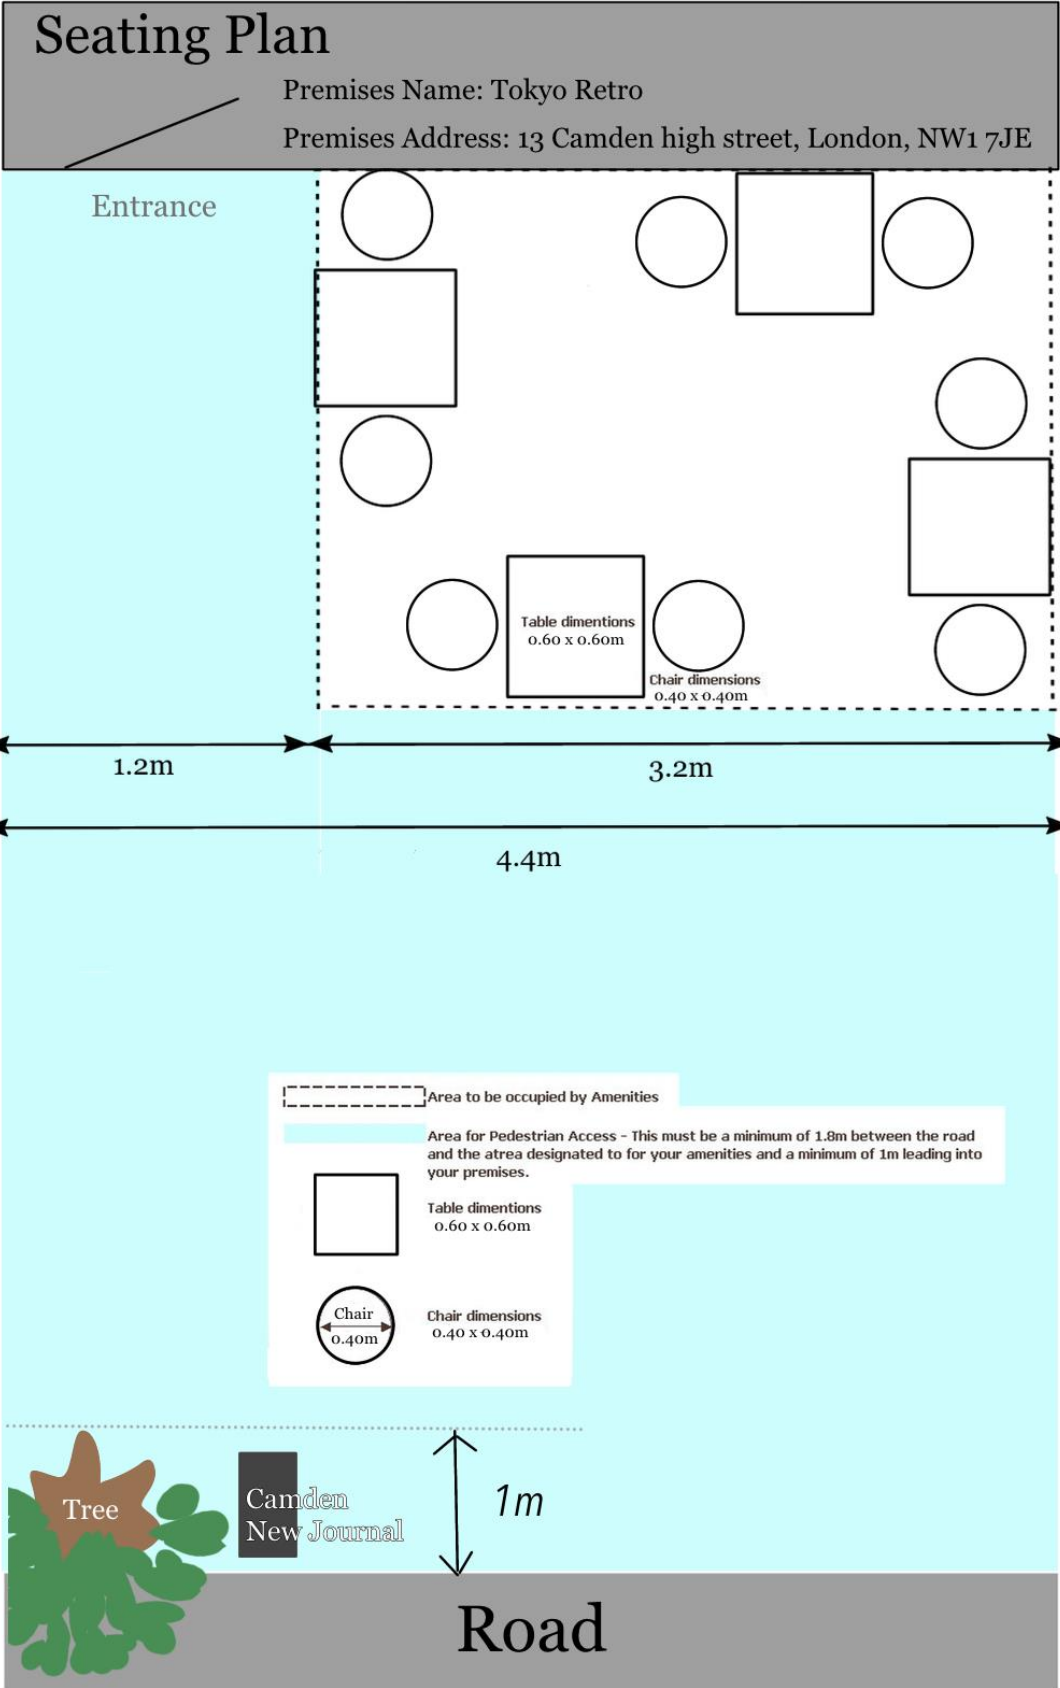 Seating Plan
Premises Name: Tokyo Retro
Premises Address: 13 Camden high street, London, NW1 7JE
Entrance
Table dimentions
0.60 x 0.60m
Chair dimensions
0.40 x 0.40m
1.2m
3.2m
4.4m
Area to be occupied by Amenities
Area for Pedestrian Access - This must be a minimum of 1.8m between the road
and the atrea designated to for your amenities and a minimum of 1m leading into
your premises.
Table dimentions
0.60 x 0.60m
Chair
0.40m
Chair dimensions
0.40 x 0.40m
Tree
Camden
New Journal
1m
Road